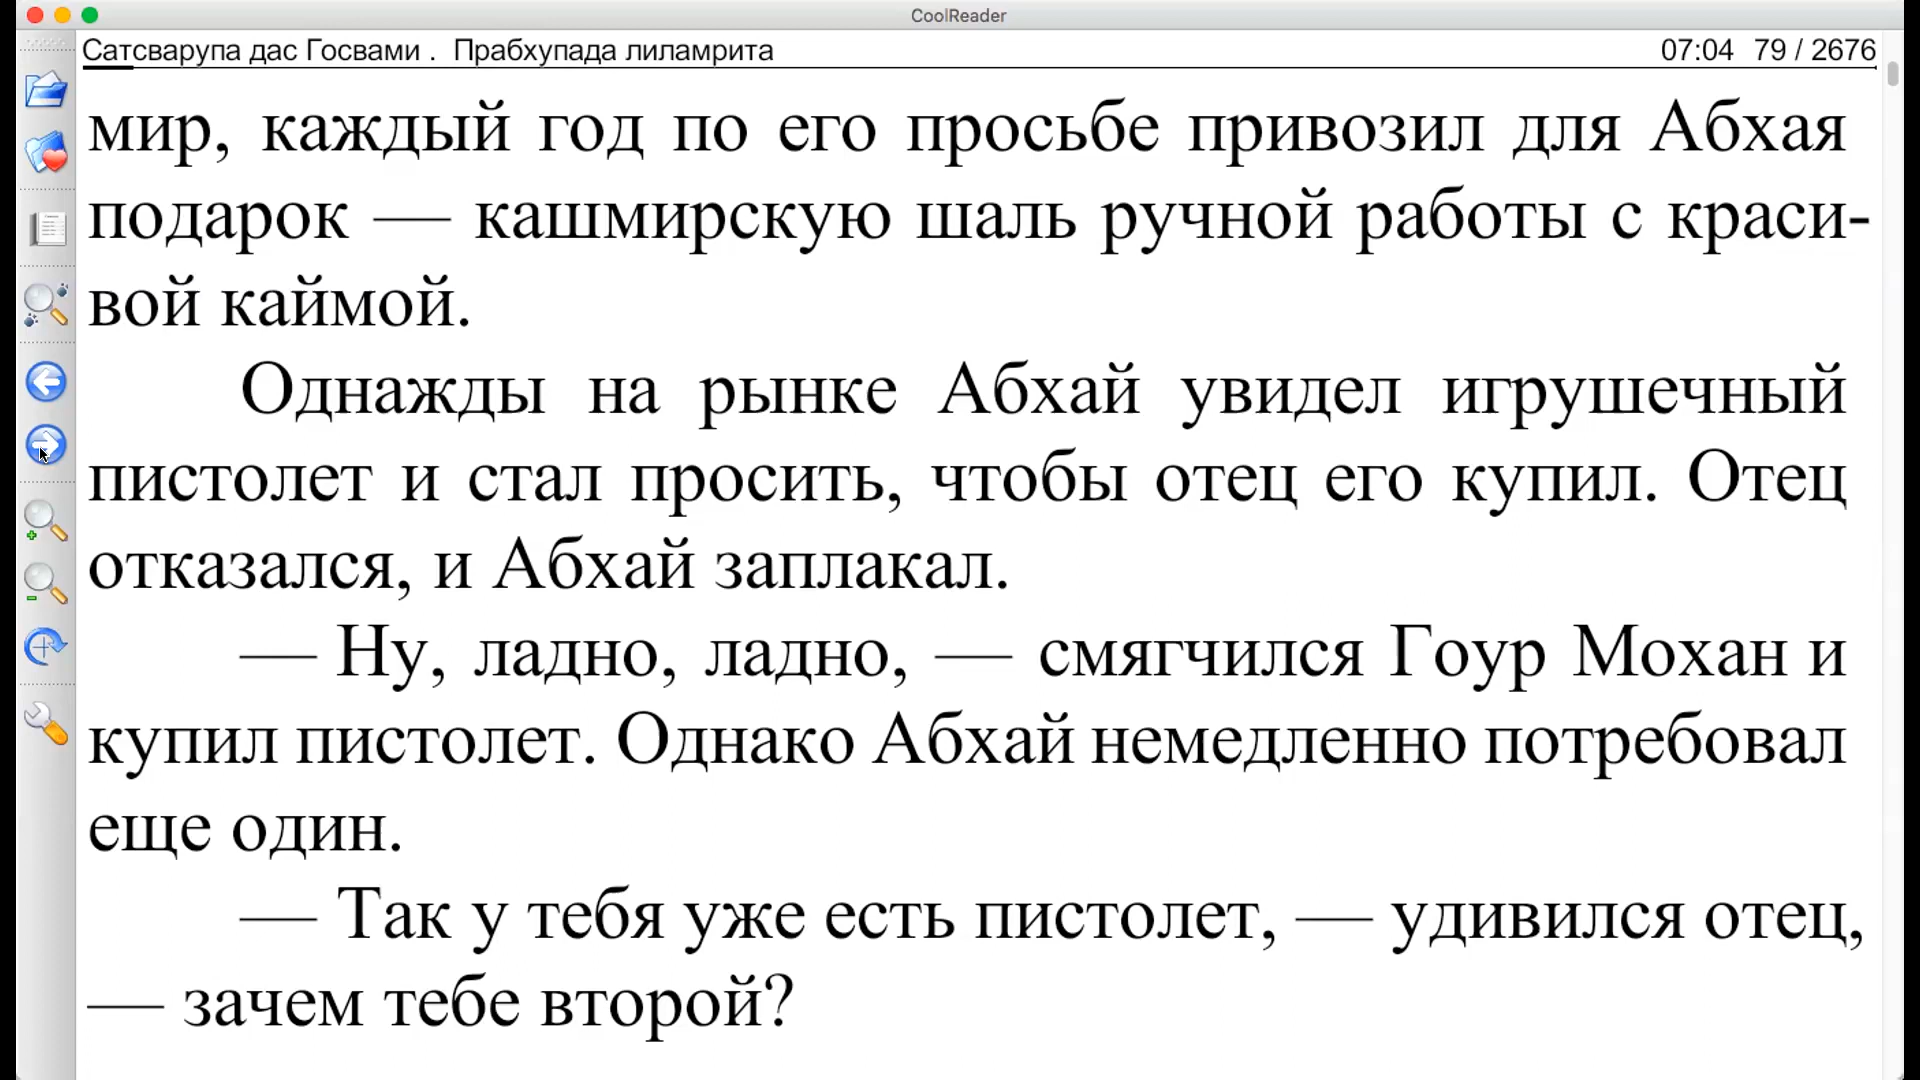 CoolReader
Сатсварупа дас Госвами . Прабхупада лиламрита 07:04 79 / 2676
мир, каждый год по его просьбе привозил для Абхая
подарок — кашмирскую шаль ручной работы с краси-
вой каймой.
Однажды на рынке Абхай увидел игрушечный
пистолет и стал просить, чтобы отец его купил. Отец
отказался, и Абхай заплакал.
— Ну, ладно, ладно, — смягчился Гоур Мохан и
купил пистолет. Однако Абхай немедленно потребовал
еще один.
— Так у тебя уже есть пистолет, — удивился отец,
— зачем тебе второй?